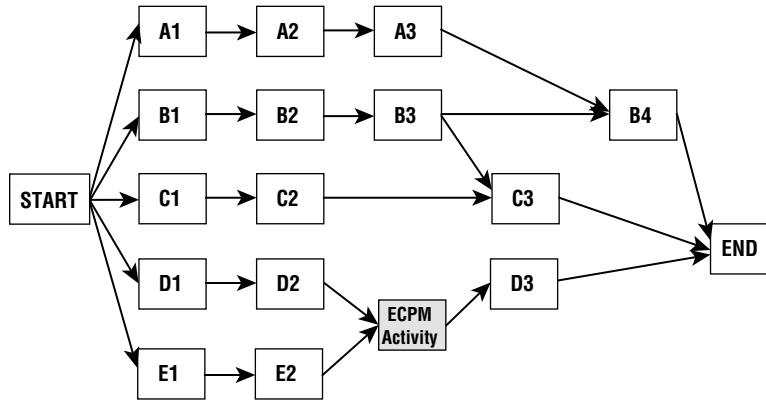 A1
A2
A3
B1
B2
B3
B4
START
C1
C2
C3
END
D1
D2
D3
ECPM
Activity
E1
E2